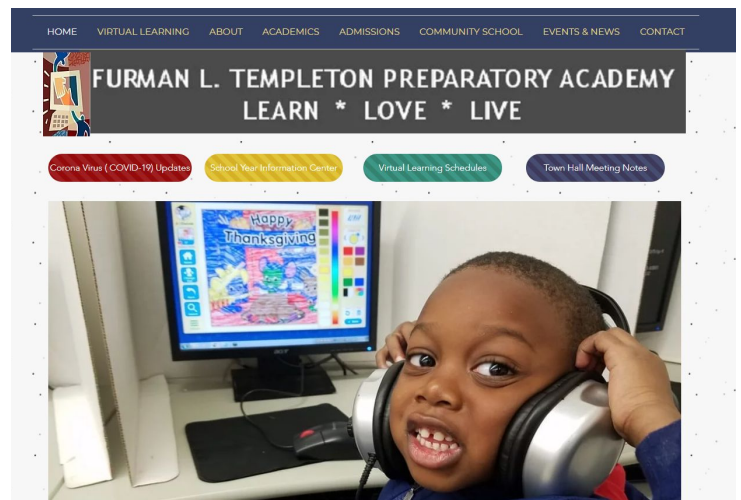 HOME VIRTUAL LEARNING ABOUT ACADEMICS ADMISSIONS COMMUNITY SCHOOL EVENTS & NEWS CONTACT
FURMAN L. TEMPLETON PREPARATORY ACADEMY
LEARN * LOVE * LIVE
Corona Virus ( COVID-19) Updates School Year Information Center Virtual Learning Schedules Town Hall Meeting Notes
Happy
Thanksgiving
acer